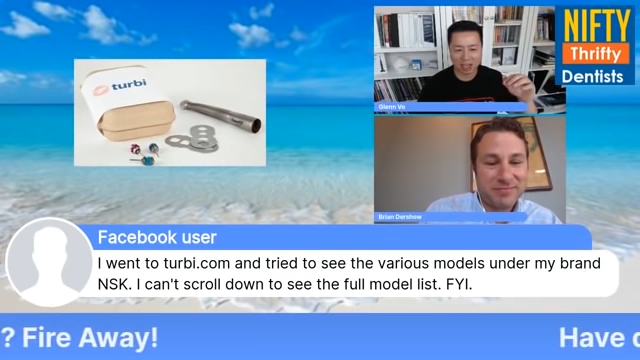 NIFTY
Thrifty
Dentists
turbi
Glenn Vo
Brian Dershow
Facebook user
I went to turbi.com and tried to see the various models under my brand
NSK. I can't scroll down to see the full model list. FYI.
? Fire Away!
Have